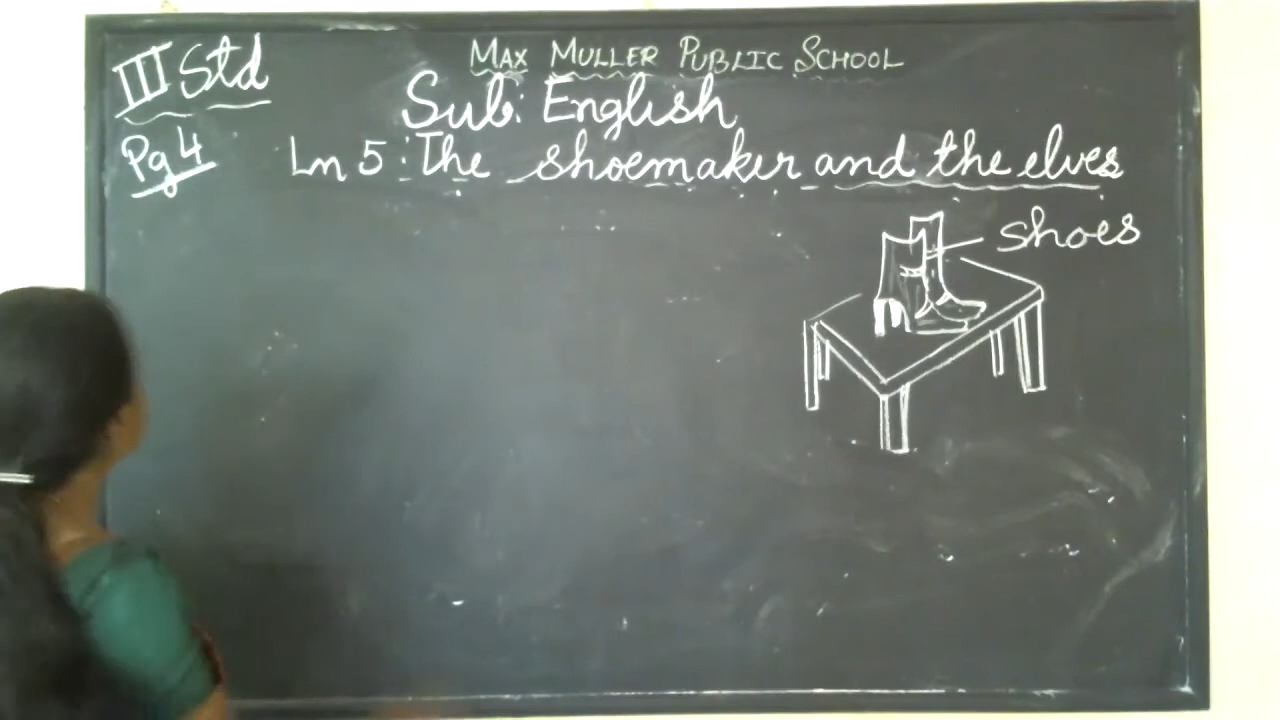 III Std
MAX MULLER PUBLIC SCHOOL
Sub: English
Pg 4
Ln 5: The shoemaker and the elves
shoes